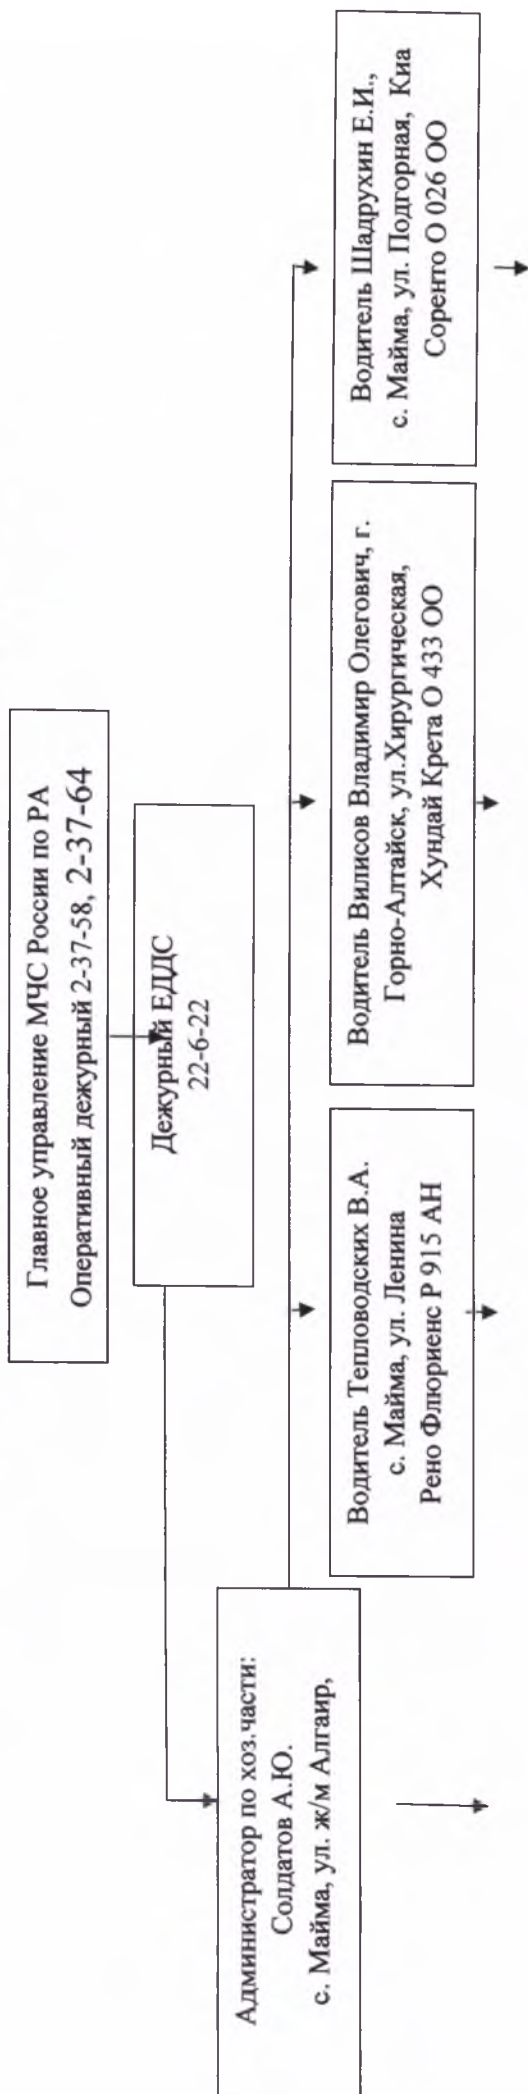 Главное управление МЧС России по РА
Оперативный дежурный 2-37-58, 2-37-64
Дежурный ЕДДС
22-6-22
Администратор по хоз.части:
Солдатов А.Ю.
с. Майма, ул. ж/м Алгаир,
Водитель Тепловодских В.А.
с. Майма, ул. Ленина
Рено Флюриенс Р 915 АН
Водитель Вилисов Владимир Олегович, г.
Горно-Алтайск, ул.Хирургическая,
Хундай Крета О 433 ОО
Водитель Шадрухин Е.И.,
с. Майма, ул. Подгорная, Киа
Соренто О 026 ОО